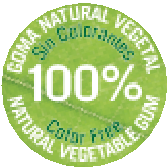 GOMA NATURAL VEGETAL
Sin Colorantes
100%
Color Free
NATURAL VEGETABLE GUM